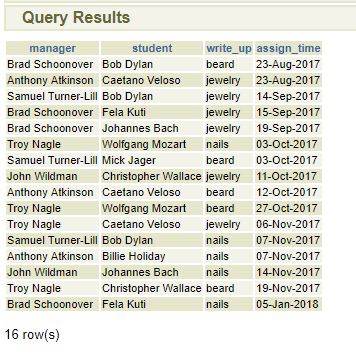 Query Results
manager student write_up assign_time
Brad Schoonover Bob Dylan beard 23-Aug-2017
Anthony Atkinson Caetano Veloso jewelry 23-Aug-2017
Samuel Turner-Lill Bob Dylan jewelry 14-Sep-2017
Brad Schoonover Fela Kuti jewelry 15-Sep-2017
Brad Schoonover Johannes Bach jewelry 19-Sep-2017
Troy Nagle Wolfgang Mozart nails 03-Oct-2017
Samuel Turner-Lill Mick Jager beard 03-Oct-2017
John Wildman Christopher Wallace jewelry 11-Oct-2017
Anthony Atkinson Caetano Veloso beard 12-Oct-2017
Troy Nagle Wolfgang Mozart beard 27-Oct-2017
Troy Nagle Caetano Veloso jewelry 06-Nov-2017
Samuel Turner-Lill Bob Dylan nails 07-Nov-2017
Anthony Atkinson Billie Holiday nails 07-Nov-2017
John Wildman Johannes Bach nails 14-Nov-2017
Troy Nagle Christopher Wallace beard 19-Nov-2017
Brad Schoonover Fela Kuti nails 05-Jan-2018
16 row(s)